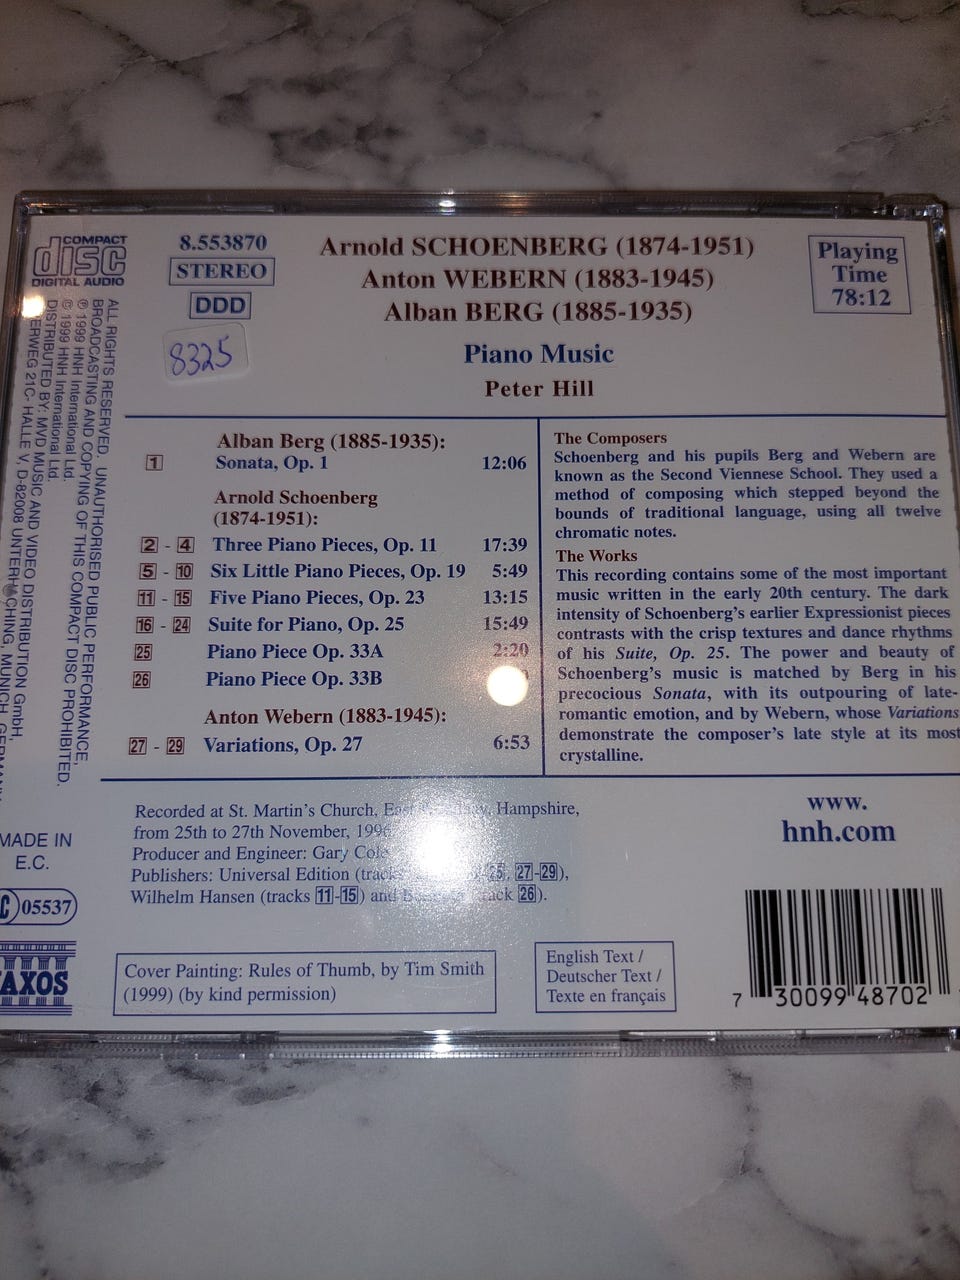 COMPACT
disc
DIGITAL AUDIO
8.553870
STEREO
DDD
8325
Arnold SCHOENBERG (1874-1951)
Anton WEBERN (1883-1945)
Alban BERG (1885-1935)
Piano Music
Peter Hill
Playing
Time
78:12
ALL RIGHTS RESERVED. UNAUTHORISED PUBLIC PERFORMANCE,
BROADCASTING AND COPYING OF THIS COMPACT DISC PROHIBITED.
℗ 1999 HNH International Ltd.
© 1999 HNH International Ltd.
DISTRIBUTED BY: MVD MUSIC AND VIDEO DISTRIBUTION GmbH,
21C- HALLE V, D-82008 MUNICH, GERMANY
Alban Berg (1885-1935):
1 Sonata, Op. 1 12:06
Arnold Schoenberg
(1874-1951):
2 - 4 Three Piano Pieces, Op. 11 17:39
5 - 10 Six Little Piano Pieces, Op. 19 5:49
11 - 15 Five Piano Pieces, Op. 23 13:15
16 - 24 Suite for Piano, Op. 25 15:49
25 Piano Piece Op. 33A 2:20
26 Piano Piece Op. 33B
Anton Webern (1883-1945):
27 - 29 Variations, Op. 27 6:53
The Composers
Schoenberg and his pupils Berg and Webern are
known as the Second Viennese School. They used a
method of composing which stepped beyond the
bounds of traditional language, using all twelve
chromatic notes.
The Works
This recording contains some of the most important
music written in the early 20th century. The dark
intensity of Schoenberg's earlier Expressionist pieces
contrasts with the crisp textures and dance rhythms
of his Suite, Op. 25. The power and beauty of
Schoenberg's music is matched by Berg in his
precocious Sonata, with its outpouring of late-
romantic emotion, and by Webern, whose Variations
demonstrate the composer's late style at its most
crystalline.
Recorded at St. Martin's Church, East Hampshire,
from 25th to 27th November, 1996
Producer and Engineer: Gary Cole
Publishers: Universal Edition (tracks 25, 27-29),
Wilhelm Hansen (tracks 11-15) and track 26).
www.
hnh.com
MADE IN
E.C.
05537
NAXOS
Cover Painting: Rules of Thumb, by Tim Smith
(1999) (by kind permission)
English Text /
Deutscher Text /
Texte en français
7 30099 48702